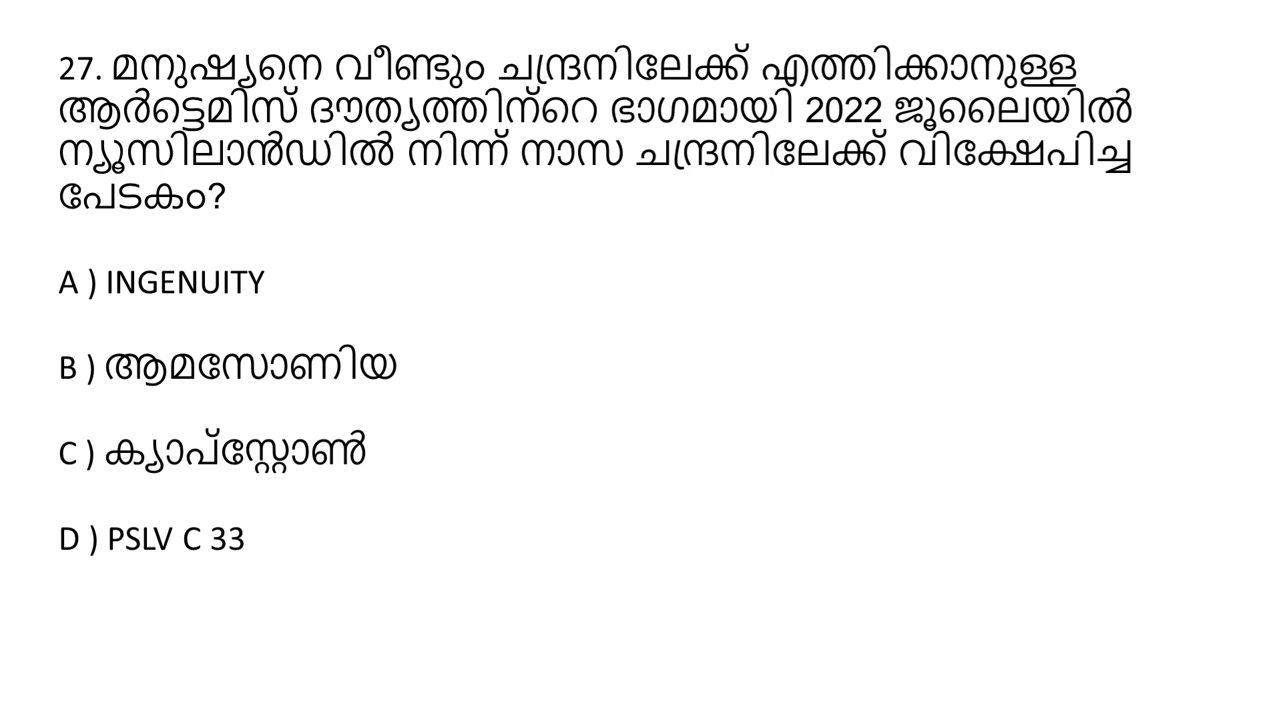 27. മനുഷ്യനെ വീണ്ടും ചന്ദ്രനിലേക്ക് എത്തിക്കാനുള്ള
ആർട്ടെമിസ് ദൗത്യത്തിന്റെ ഭാഗമായി 2022 ജൂലൈയിൽ
ന്യൂസിലാൻഡിൽ നിന്ന് നാസ ചന്ദ്രനിലേക്ക് വിക്ഷേപിച്ച
പേടകം?
A ) INGENUITY
B ) ആമസോണിയ
C ) ക്യാപ്സ്റ്റോൺ
D ) PSLV C 33